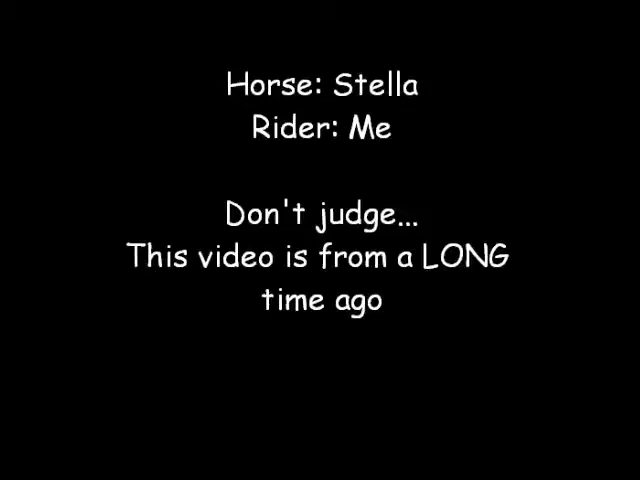 Horse: Stella
Rider: Me
Don't judge...
This video is from a LONG
time ago